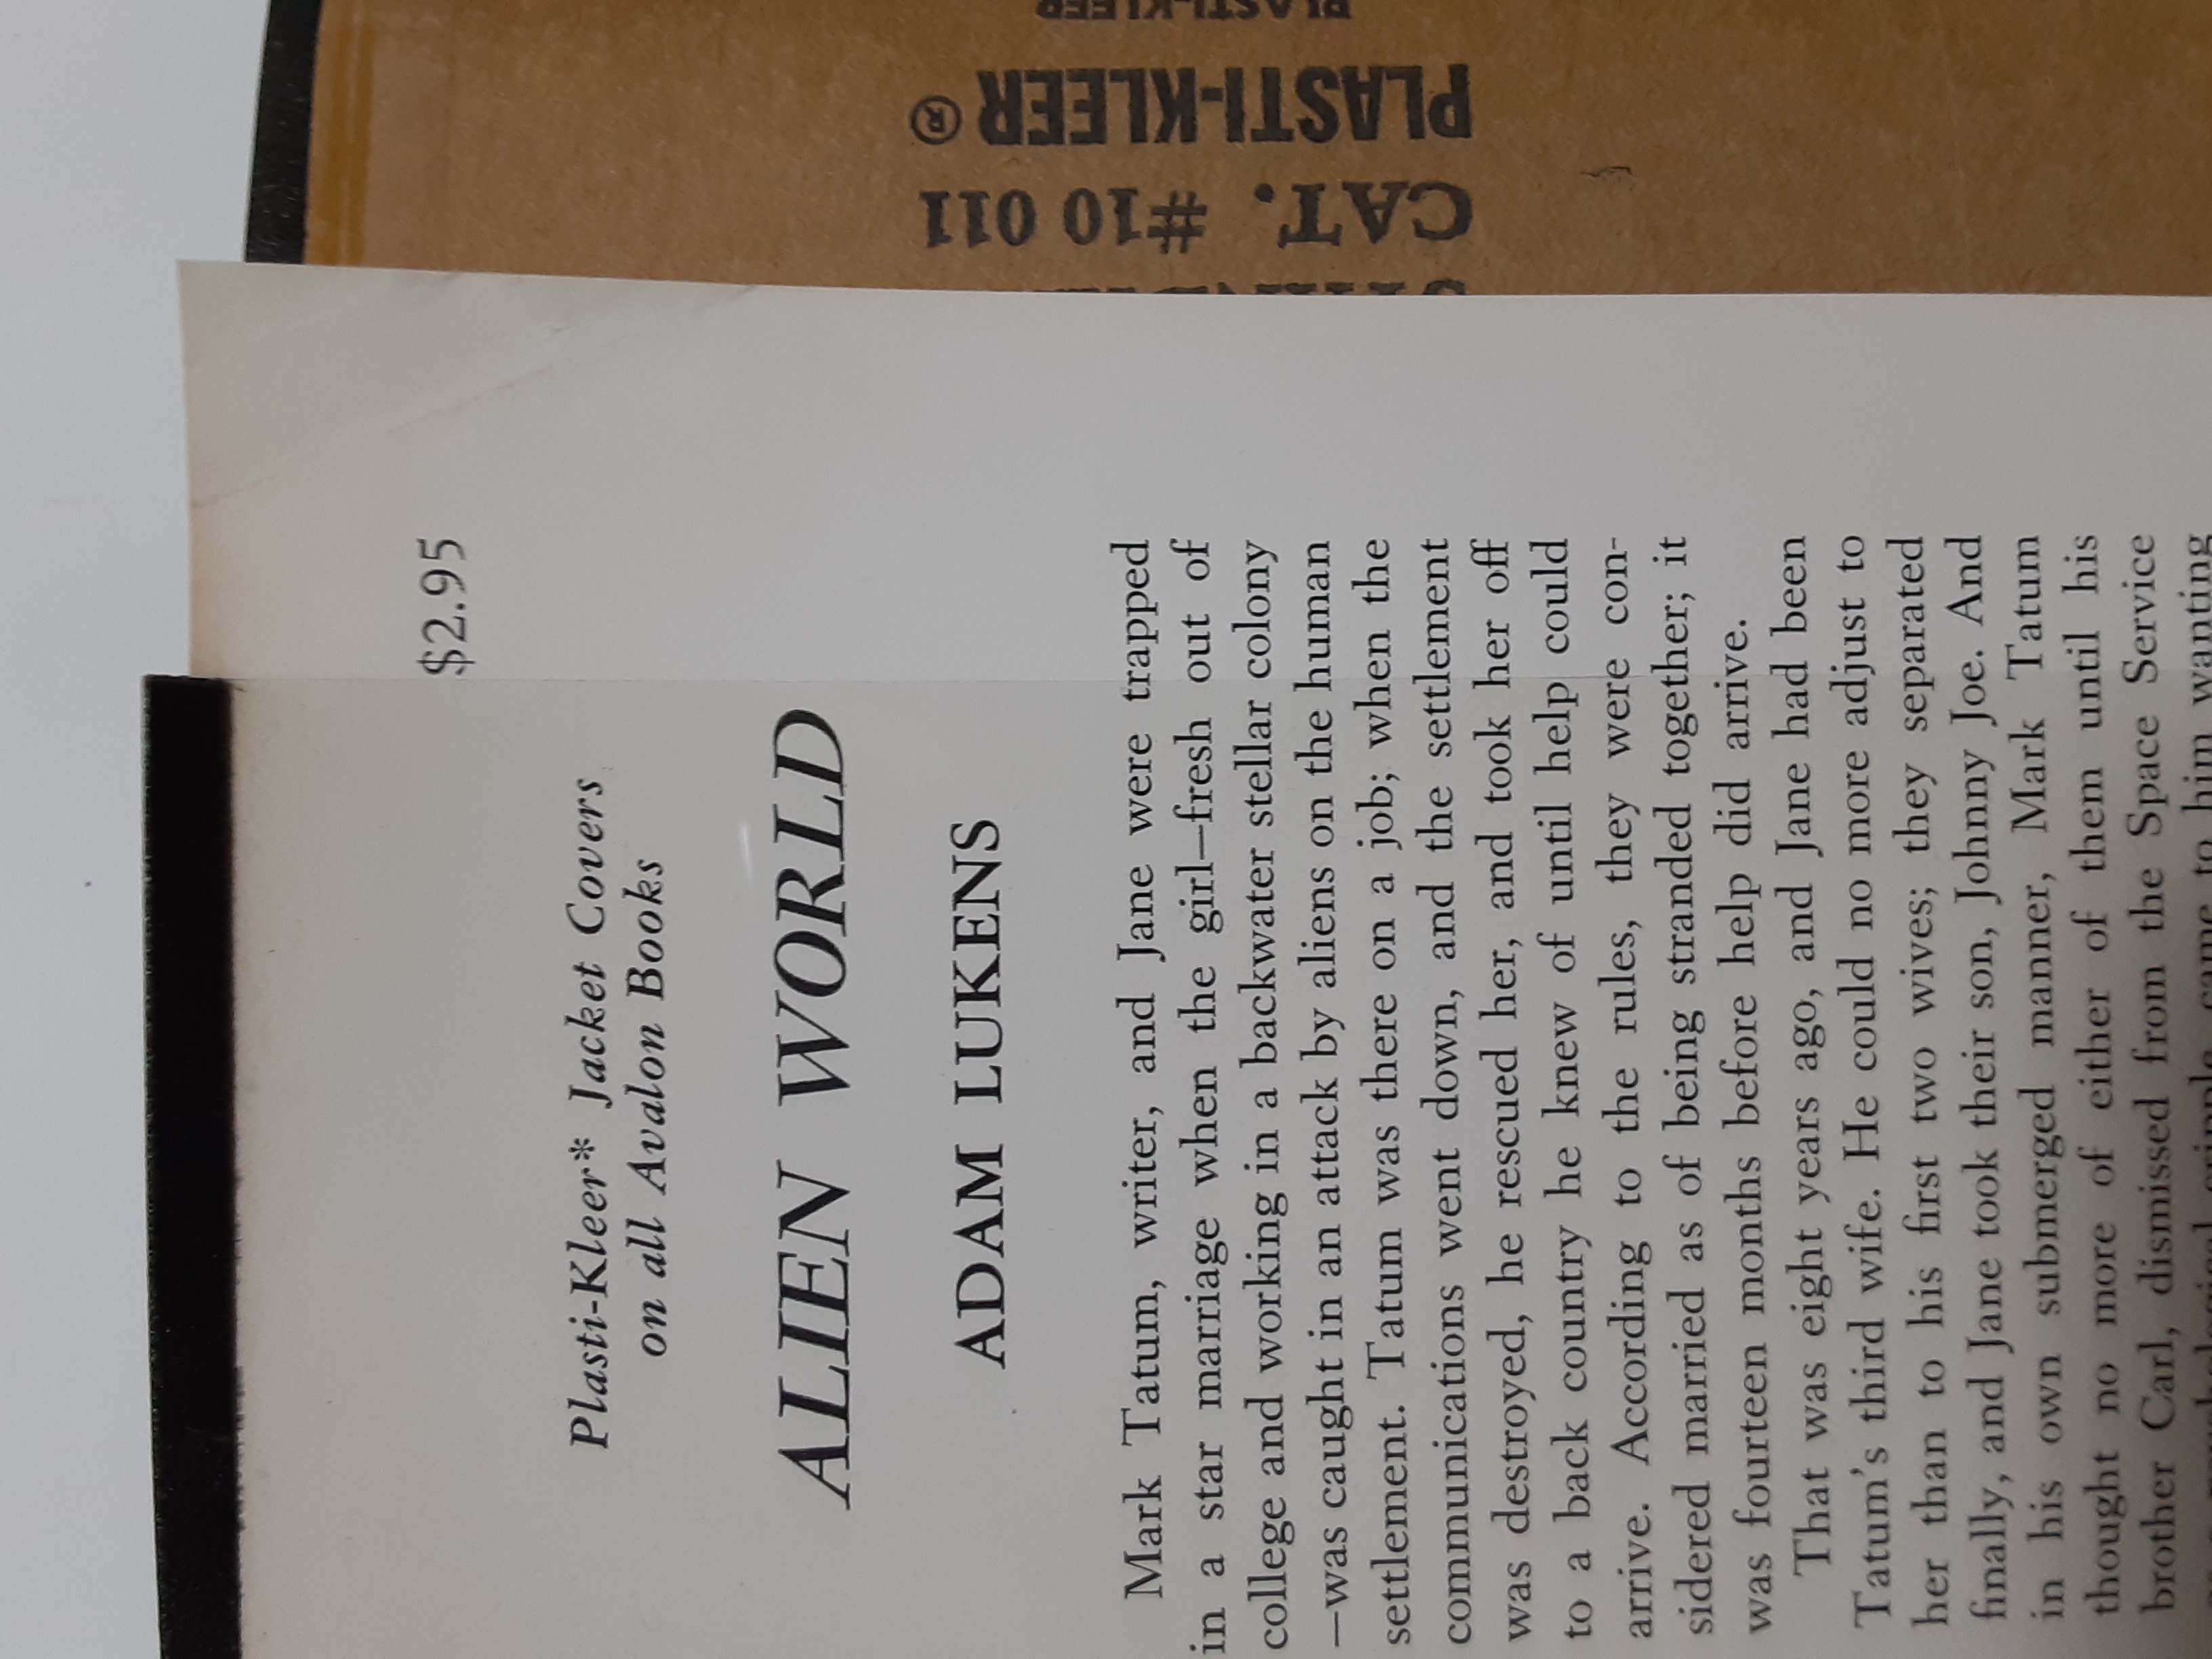 $2.95
Plasti-Kleer* Jacket Covers
on all Avalon Books
ALIEN WORLD
ADAM LUKENS
Mark Tatum, writer, and Jane were trapped
in a star marriage when the girl—fresh out of
college and working in a backwater stellar colony
—was caught in an attack by aliens on the human
settlement. Tatum was there on a job; when the
communications went down, and the settlement
was destroyed, he rescued her, and took her off
to a back country he knew of until help could
arrive. According to the rules, they were con-
sidered married as of being stranded together; it
was fourteen months before help did arrive.
That was eight years ago, and Jane had been
Tatum's third wife. He could no more adjust to
her than to his first two wives; they separated
finally, and Jane took their son, Johnny Joe. And
in his own submerged manner, Mark Tatum
thought no more of either of them until his
brother Carl, dismissed from the Space Service
came to him wanting
PLASTI-KLEER
PLASTI-KLEER®
CAT. #10 011